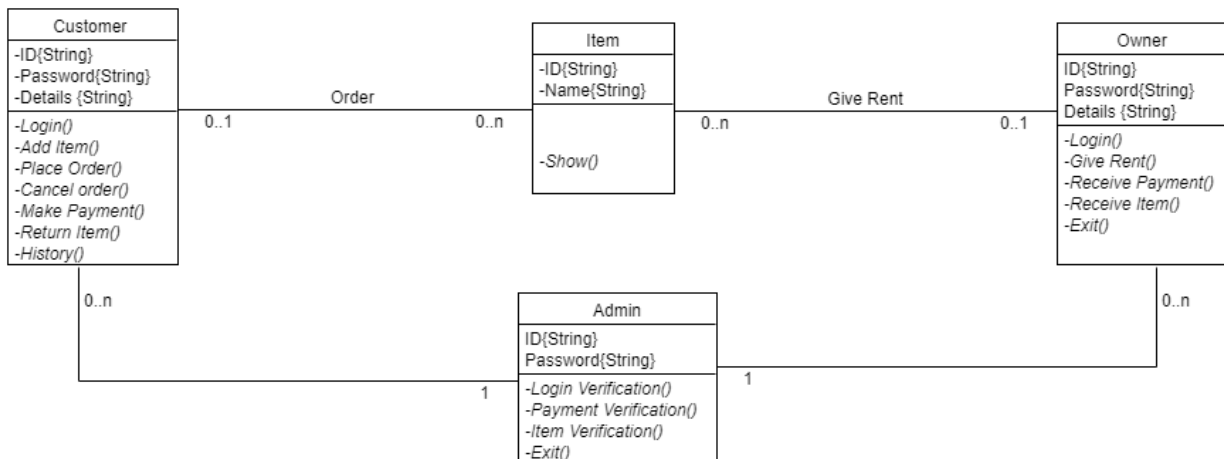 Customer
-ID{String}
-Password{String}
-Details {String}
-Login()
-Add Item()
-Place Order()
-Cancel order()
-Make Payment()
-Return Item()
-History()
Order
0..1
0..n
Item
-ID{String}
-Name{String}
-Show()
Give Rent
0..n
0..1
Owner
ID{String}
Password{String}
Details {String}
-Login()
-Give Rent()
-Receive Payment()
-Receive Item()
-Exit()
0..n
1
Admin
ID{String}
Password{String}
-Login Verification()
-Payment Verification()
-Item Verification()
-Exit()
1
0..n